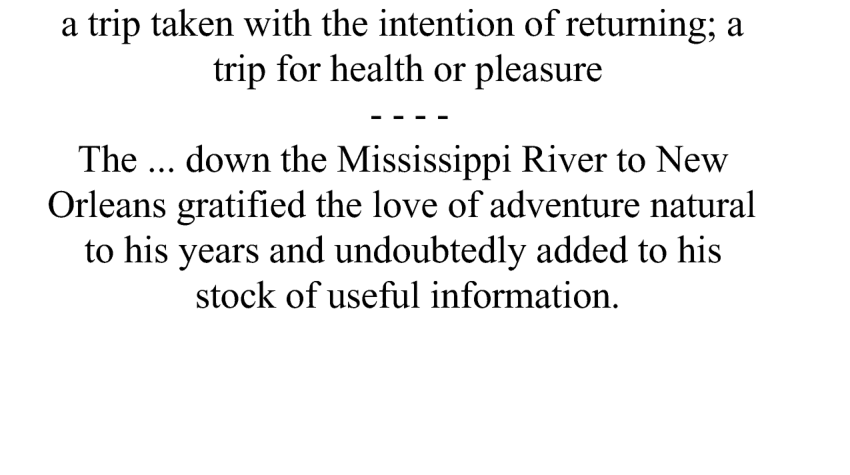 a trip taken with the intention of returning; a
trip for health or pleasure
- - - -
The ... down the Mississippi River to New
Orleans gratified the love of adventure natural
to his years and undoubtedly added to his
stock of useful information.